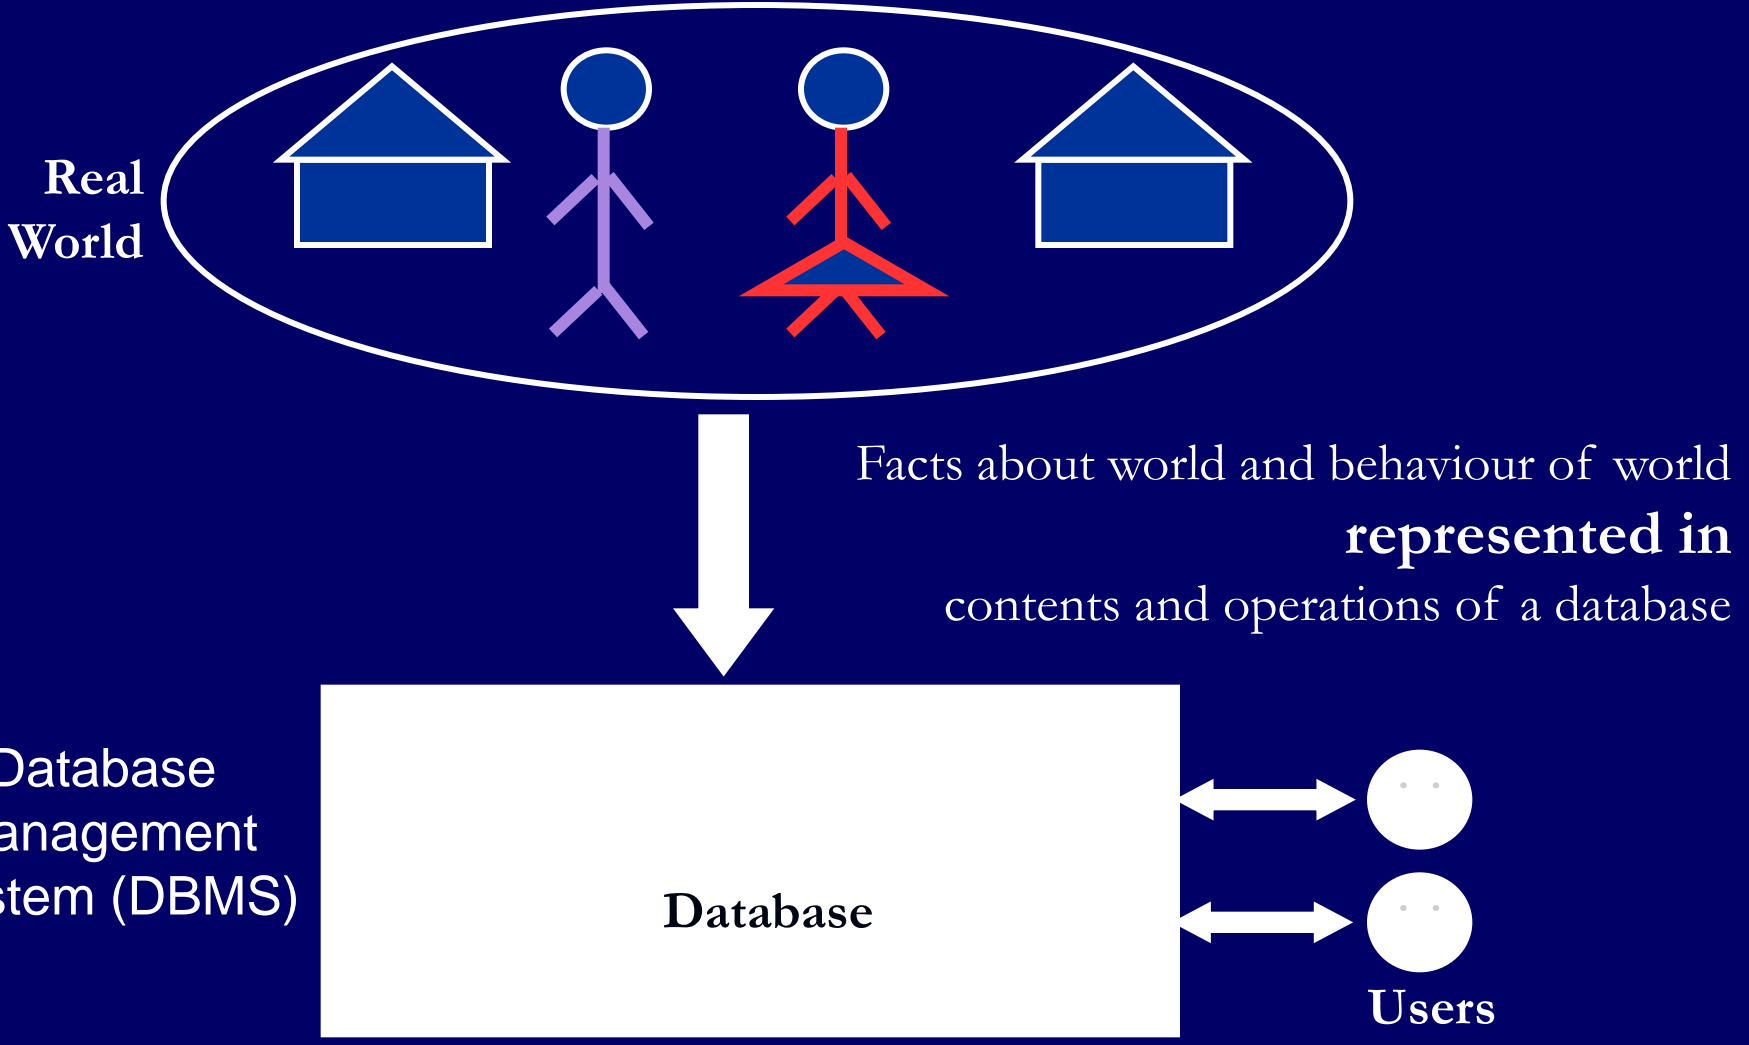 Real
World
Facts about world and behaviour of world
represented in
contents and operations of a database
Database
anagement
stem (DBMS)
Database
Users